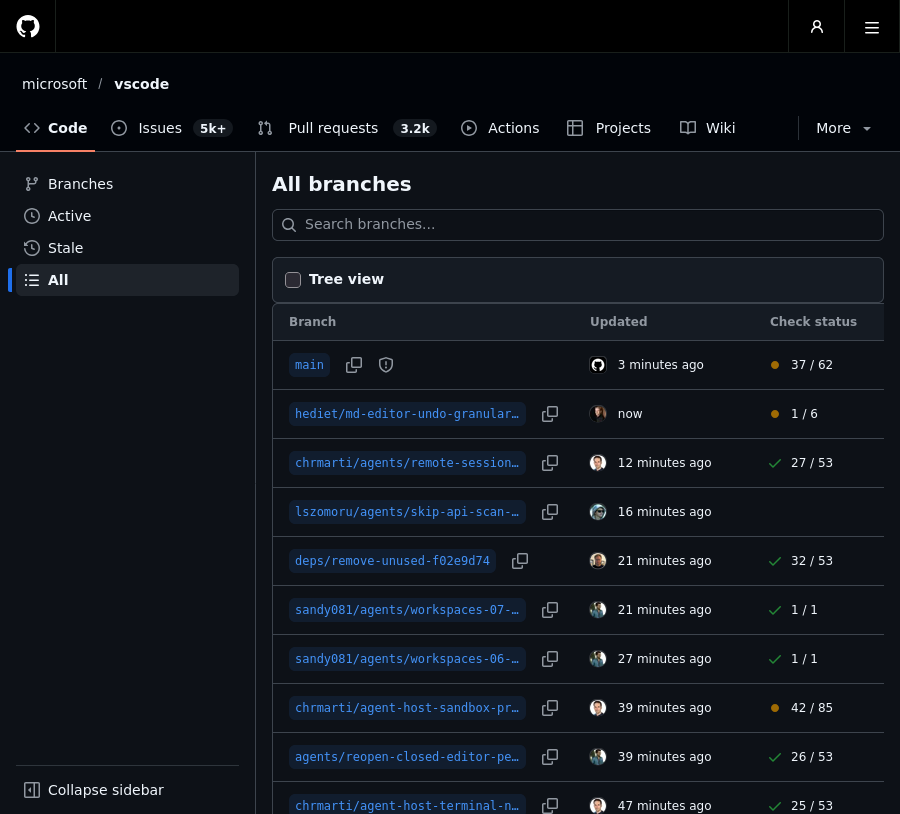 microsoft / vscode
Code Issues 5k+ Pull requests 3.2k Actions Projects Wiki More
Branches
Active
Stale
All
Collapse sidebar
All branches
Search branches...
Tree view
Branch Updated Check status
main 3 minutes ago 37 / 62
hediet/md-editor-undo-granular… now 1 / 6
chrmarti/agents/remote-session… 12 minutes ago 27 / 53
lszomoru/agents/skip-api-scan-… 16 minutes ago
deps/remove-unused-f02e9d74 21 minutes ago 32 / 53
sandy081/agents/workspaces-07-… 21 minutes ago 1 / 1
sandy081/agents/workspaces-06-… 27 minutes ago 1 / 1
chrmarti/agent-host-sandbox-pr… 39 minutes ago 42 / 85
agents/reopen-closed-editor-pe… 39 minutes ago 26 / 53
chrmarti/agent-host-terminal-n… 47 minutes ago 25 / 53